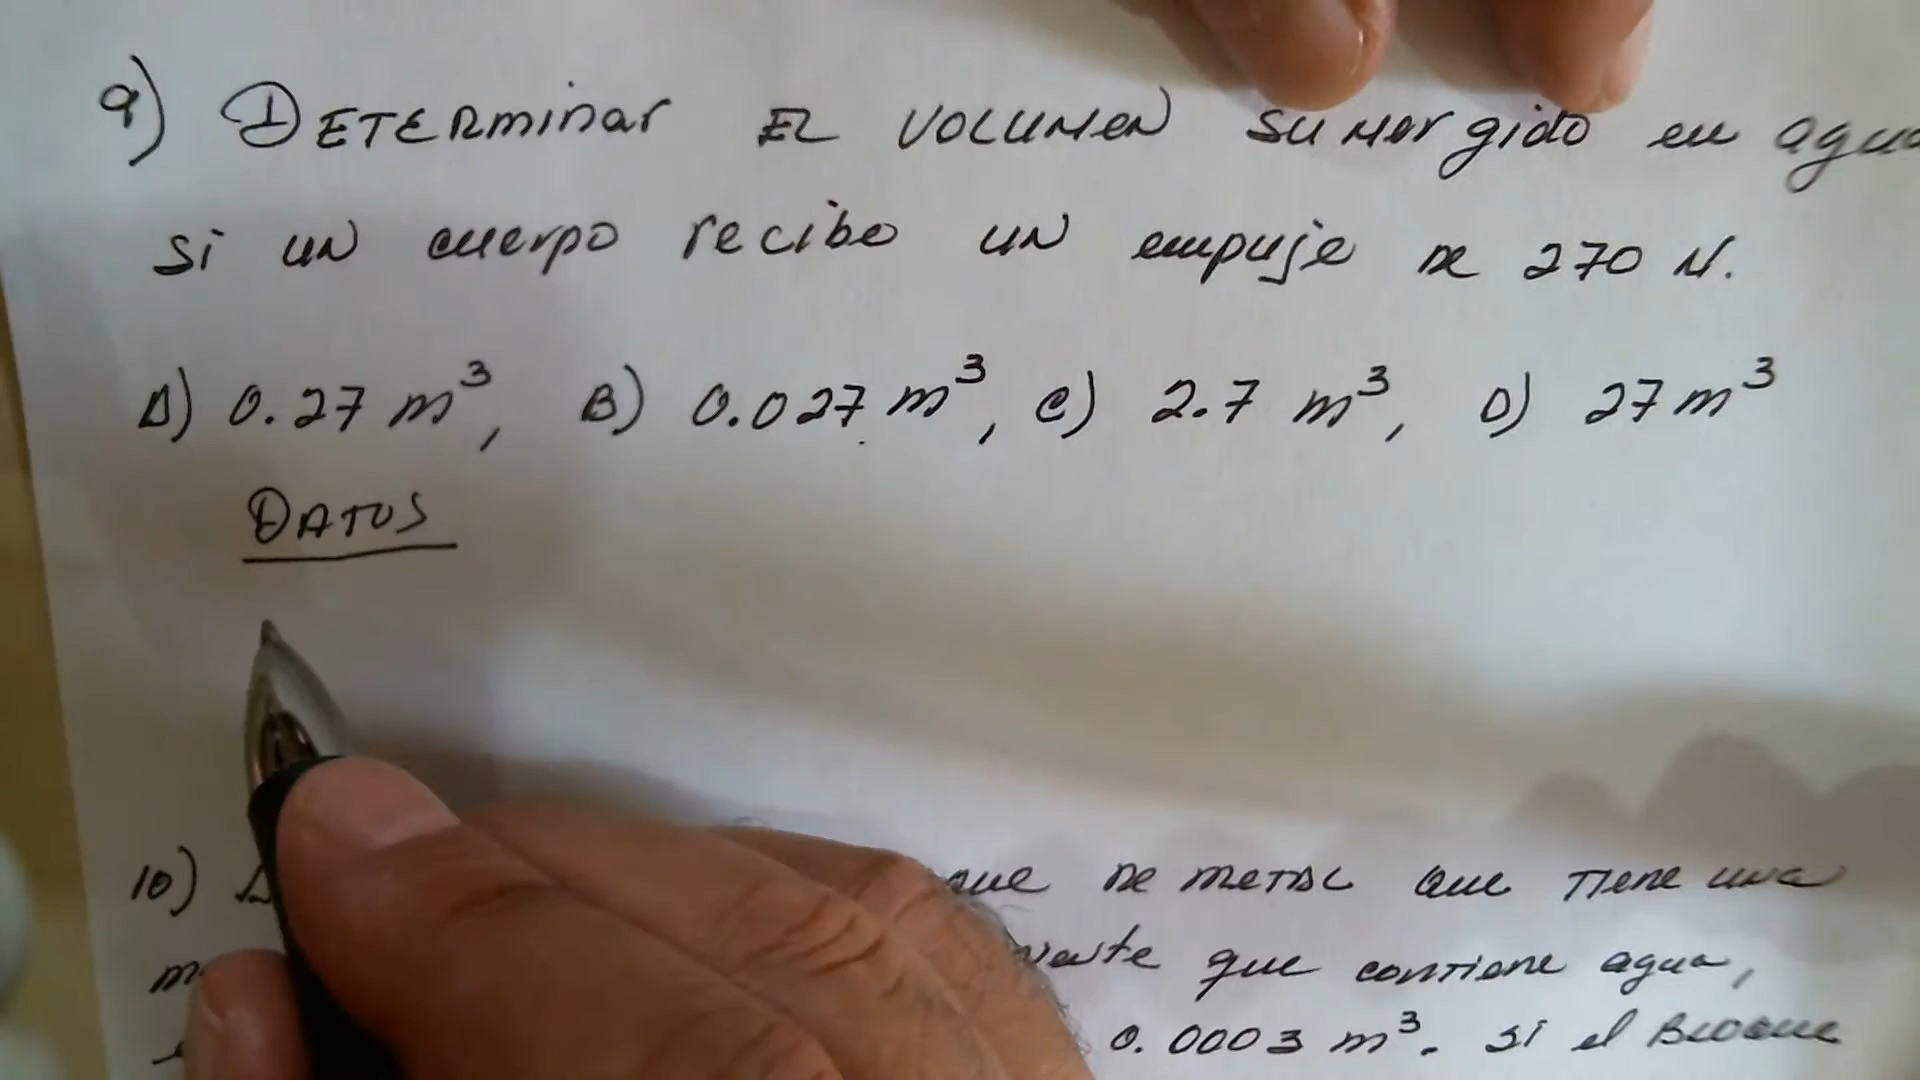 9) DETERMINAR EL VOLUMEN sumergido en agua
si un cuerpo recibe un empuje DE 270 N.
A) 0.27 m³, B) 0.027 m³, C) 2.7 m³, D) 27 m³
DATOS
10) que DE METAL que TIENE una
que contiene agua,
0.0003 m³. si el BLOQUE